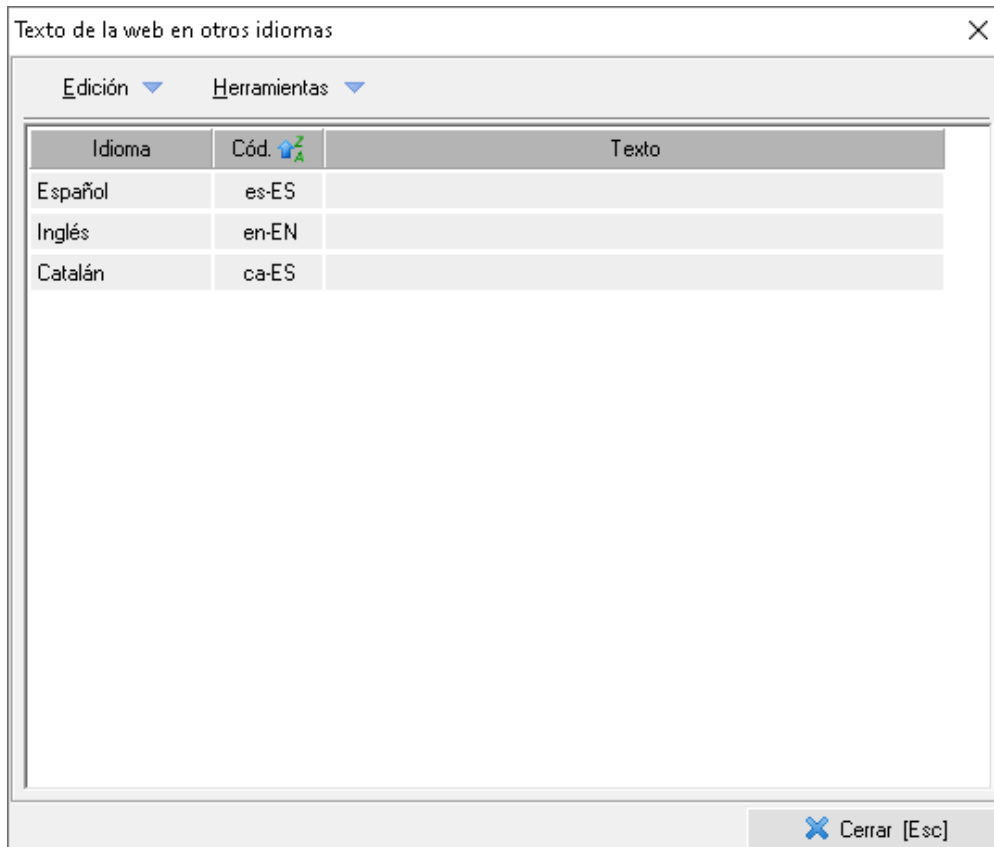 Texto de la web en otros idiomas
Edición Herramientas
Idioma Cód. Texto
Español es-ES
Inglés en-EN
Catalán ca-ES
Cerrar [Esc]